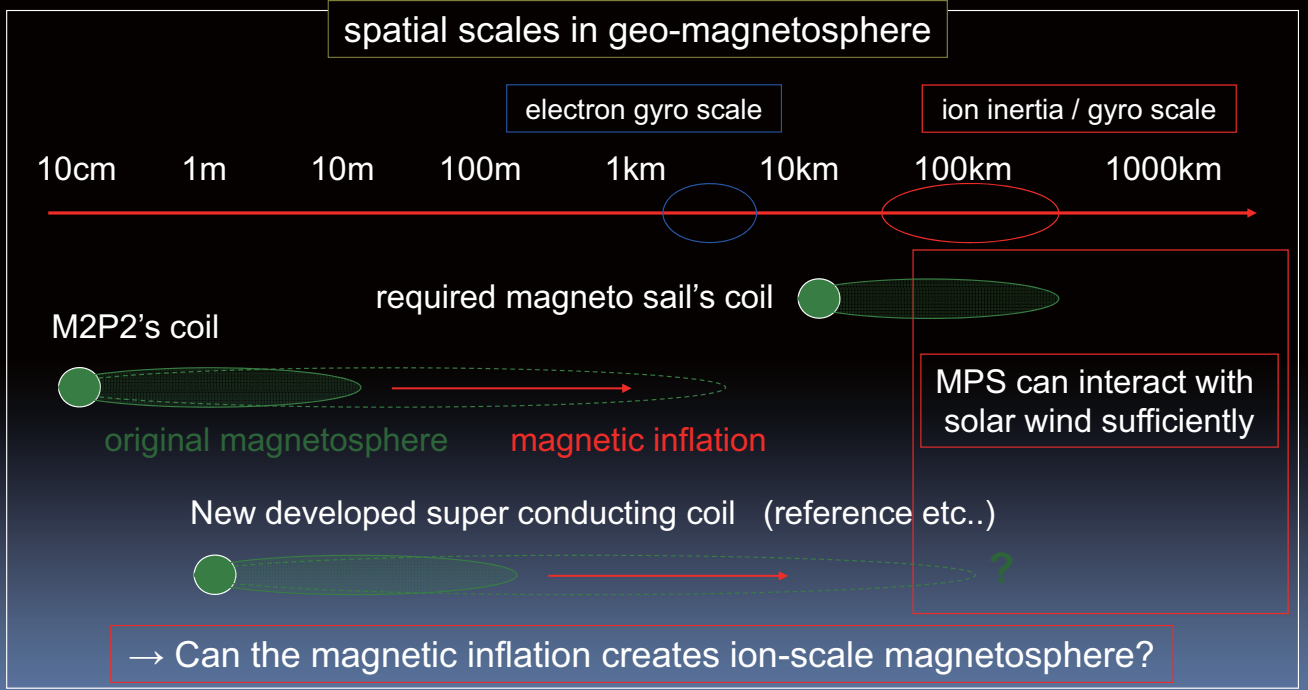 spatial scales in geo-magnetosphere
electron gyro scale
ion inertia / gyro scale
10cm 1m 10m 100m 1km 10km 100km 1000km
required magneto sail's coil
M2P2's coil
MPS can interact with
solar wind sufficiently
original magnetosphere
magnetic inflation
New developed super conducting coil (reference etc..)
?
→ Can the magnetic inflation creates ion-scale magnetosphere?